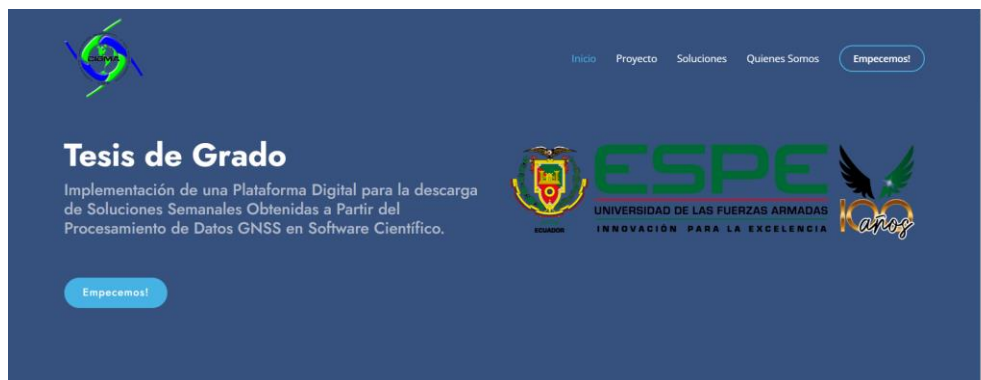 CIGMA
Inicio Proyecto Soluciones Quienes Somos Empecemos!
Tesis de Grado
Implementación de una Plataforma Digital para la descarga
de Soluciones Semanales Obtenidas a Partir del
Procesamiento de Datos GNSS en Software Científico.
Empecemos!
ECUADOR
ESPE
UNIVERSIDAD DE LAS FUERZAS ARMADAS
INNOVACIÓN PARA LA EXCELENCIA
100
años